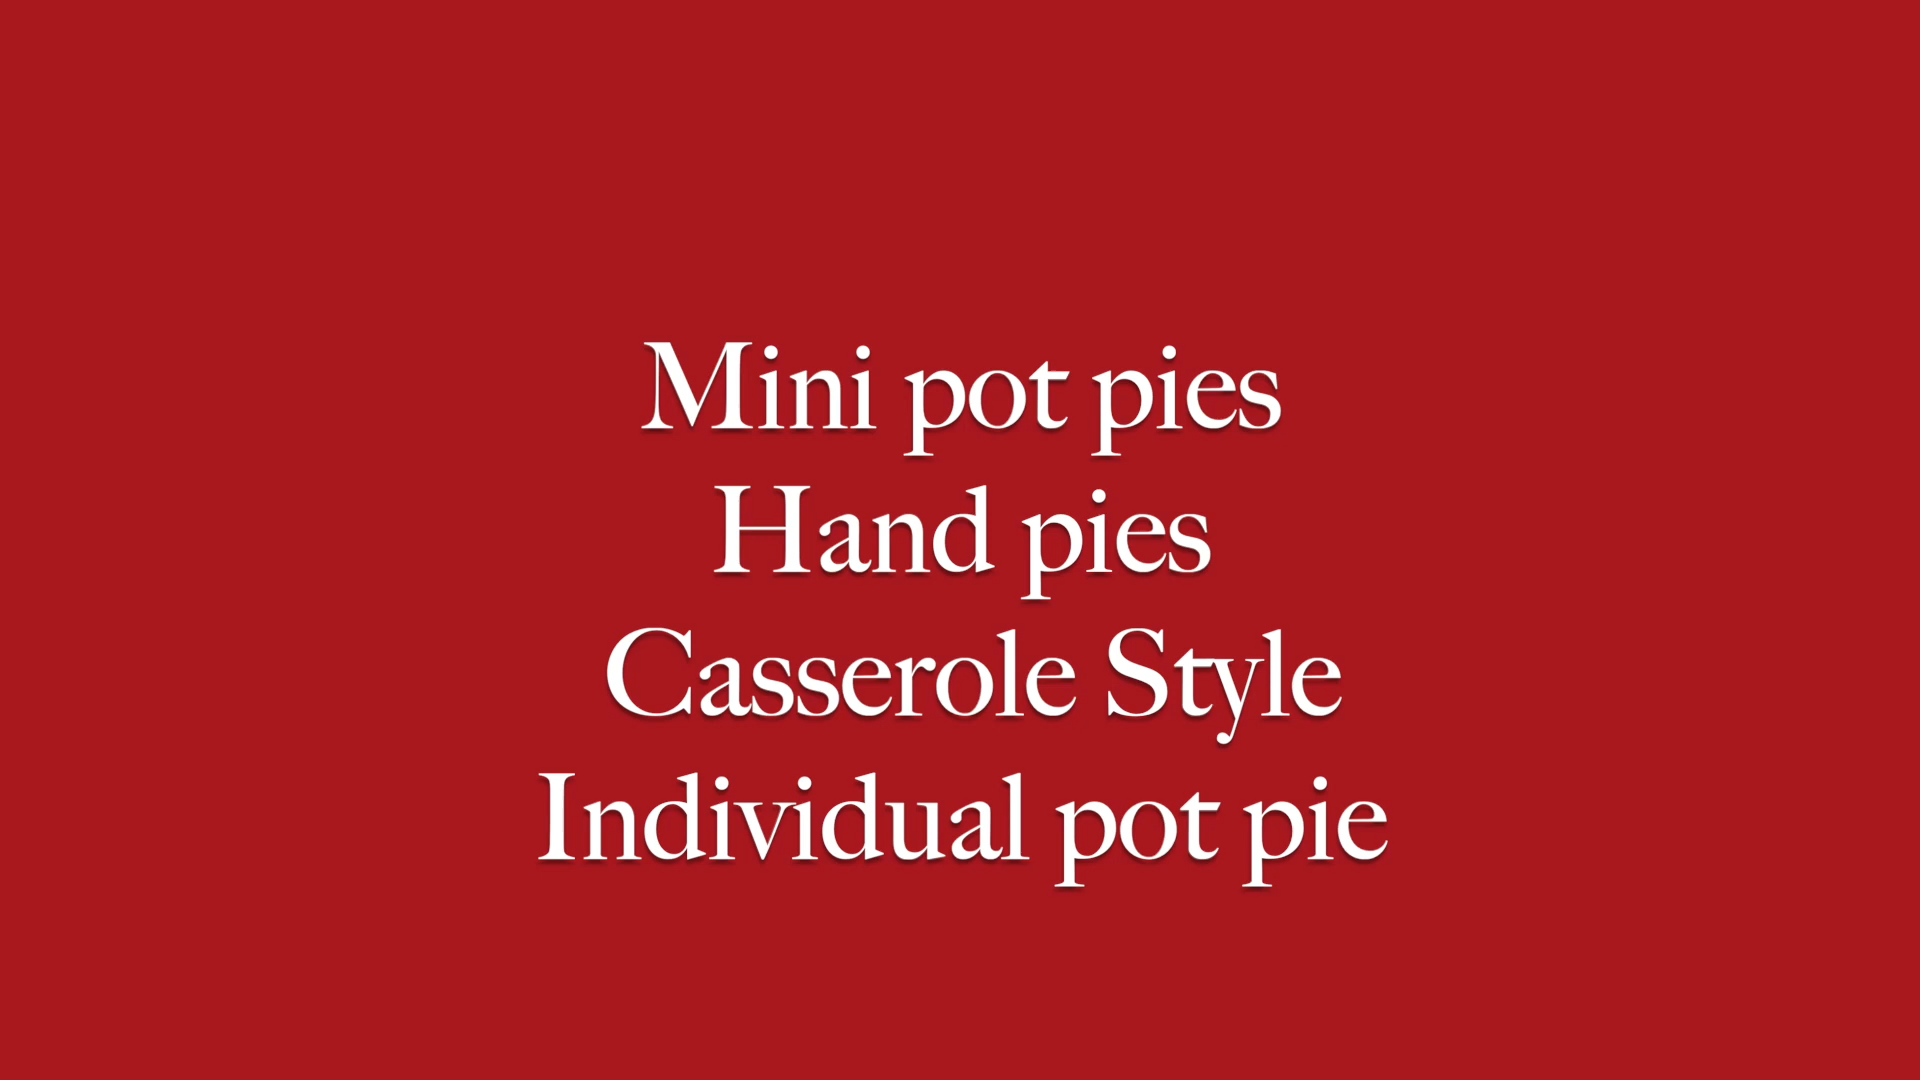 Mini pot pies
Hand pies
Casserole Style
Individual pot pie